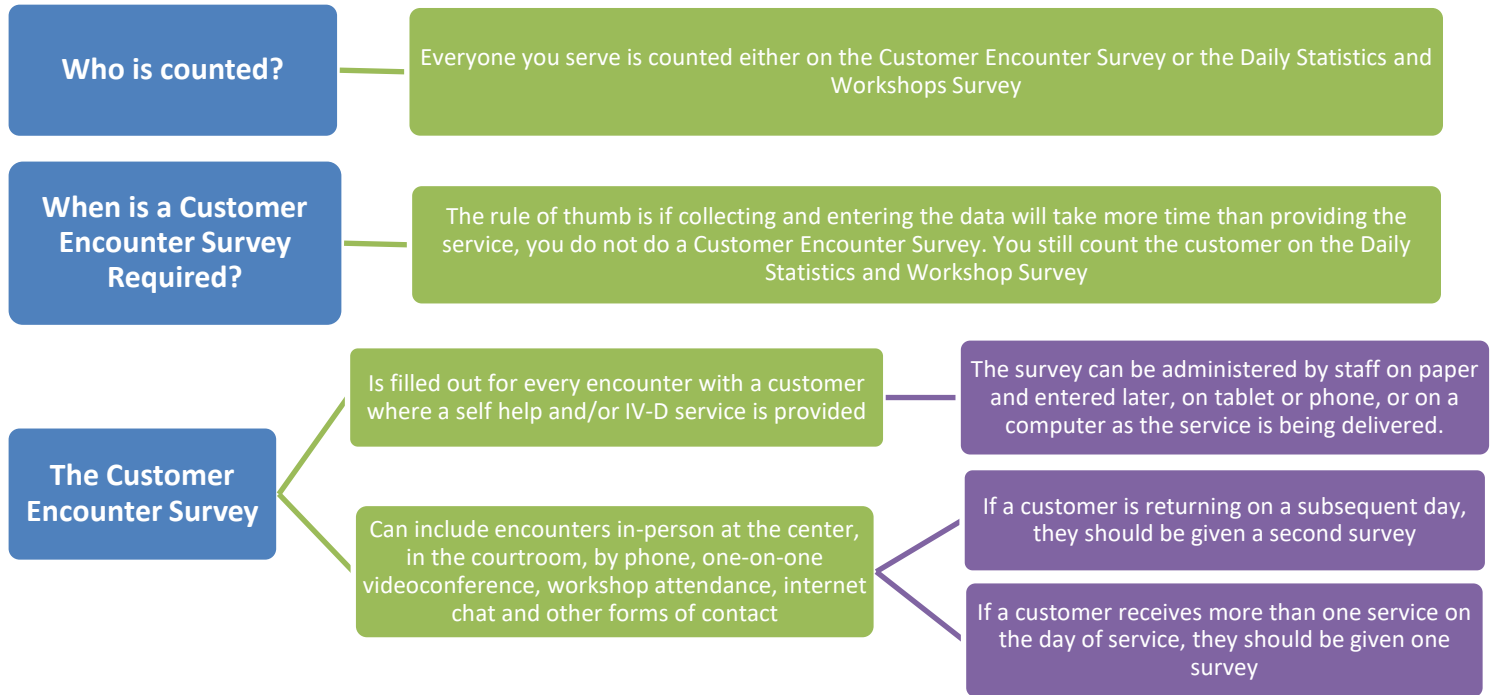 Who is counted?
Everyone you serve is counted either on the Customer Encounter Survey or the Daily Statistics and
Workshops Survey
When is a Customer
Encounter Survey
Required?
The rule of thumb is if collecting and entering the data will take more time than providing the
service, you do not do a Customer Encounter Survey. You still count the customer on the Daily
Statistics and Workshop Survey
The Customer
Encounter Survey
Is filled out for every encounter with a customer
where a self help and/or IV-D service is provided
The survey can be administered by staff on paper
and entered later, on tablet or phone, or on a
computer as the service is being delivered.
Can include encounters in-person at the center,
in the courtroom, by phone, one-on-one
videoconference, workshop attendance, internet
chat and other forms of contact
If a customer is returning on a subsequent day,
they should be given a second survey
If a customer receives more than one service on
the day of service, they should be given one
survey